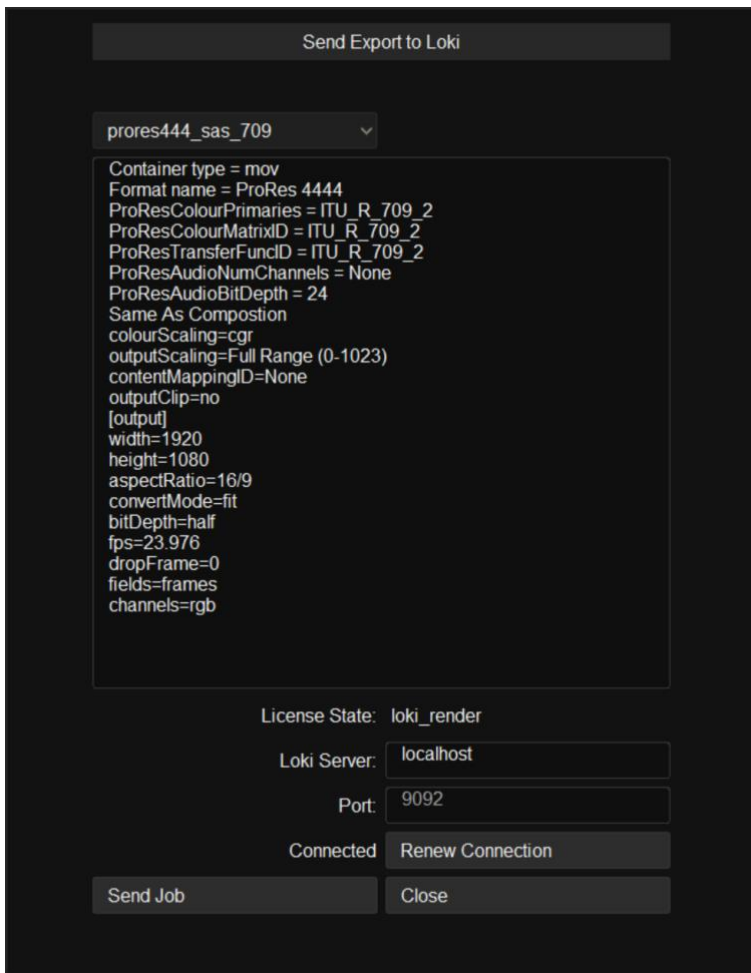 Send Export to Loki
prores444_sas_709
Container type = mov
Format name = ProRes 4444
ProResColourPrimaries = ITU_R_709_2
ProResColourMatrixID = ITU_R_709_2
ProResTransferFuncID = ITU_R_709_2
ProResAudioNumChannels = None
ProResAudioBitDepth = 24
Same As Compostion
colourScaling=cgr
outputScaling=Full Range (0-1023)
contentMappingID=None
outputClip=no
[output]
width=1920
height=1080
aspectRatio=16/9
convertMode=fit
bitDepth=half
fps=23.976
dropFrame=0
fields=frames
channels=rgb
License State: loki_render
Loki Server: localhost
Port: 9092
Connected Renew Connection
Send Job Close